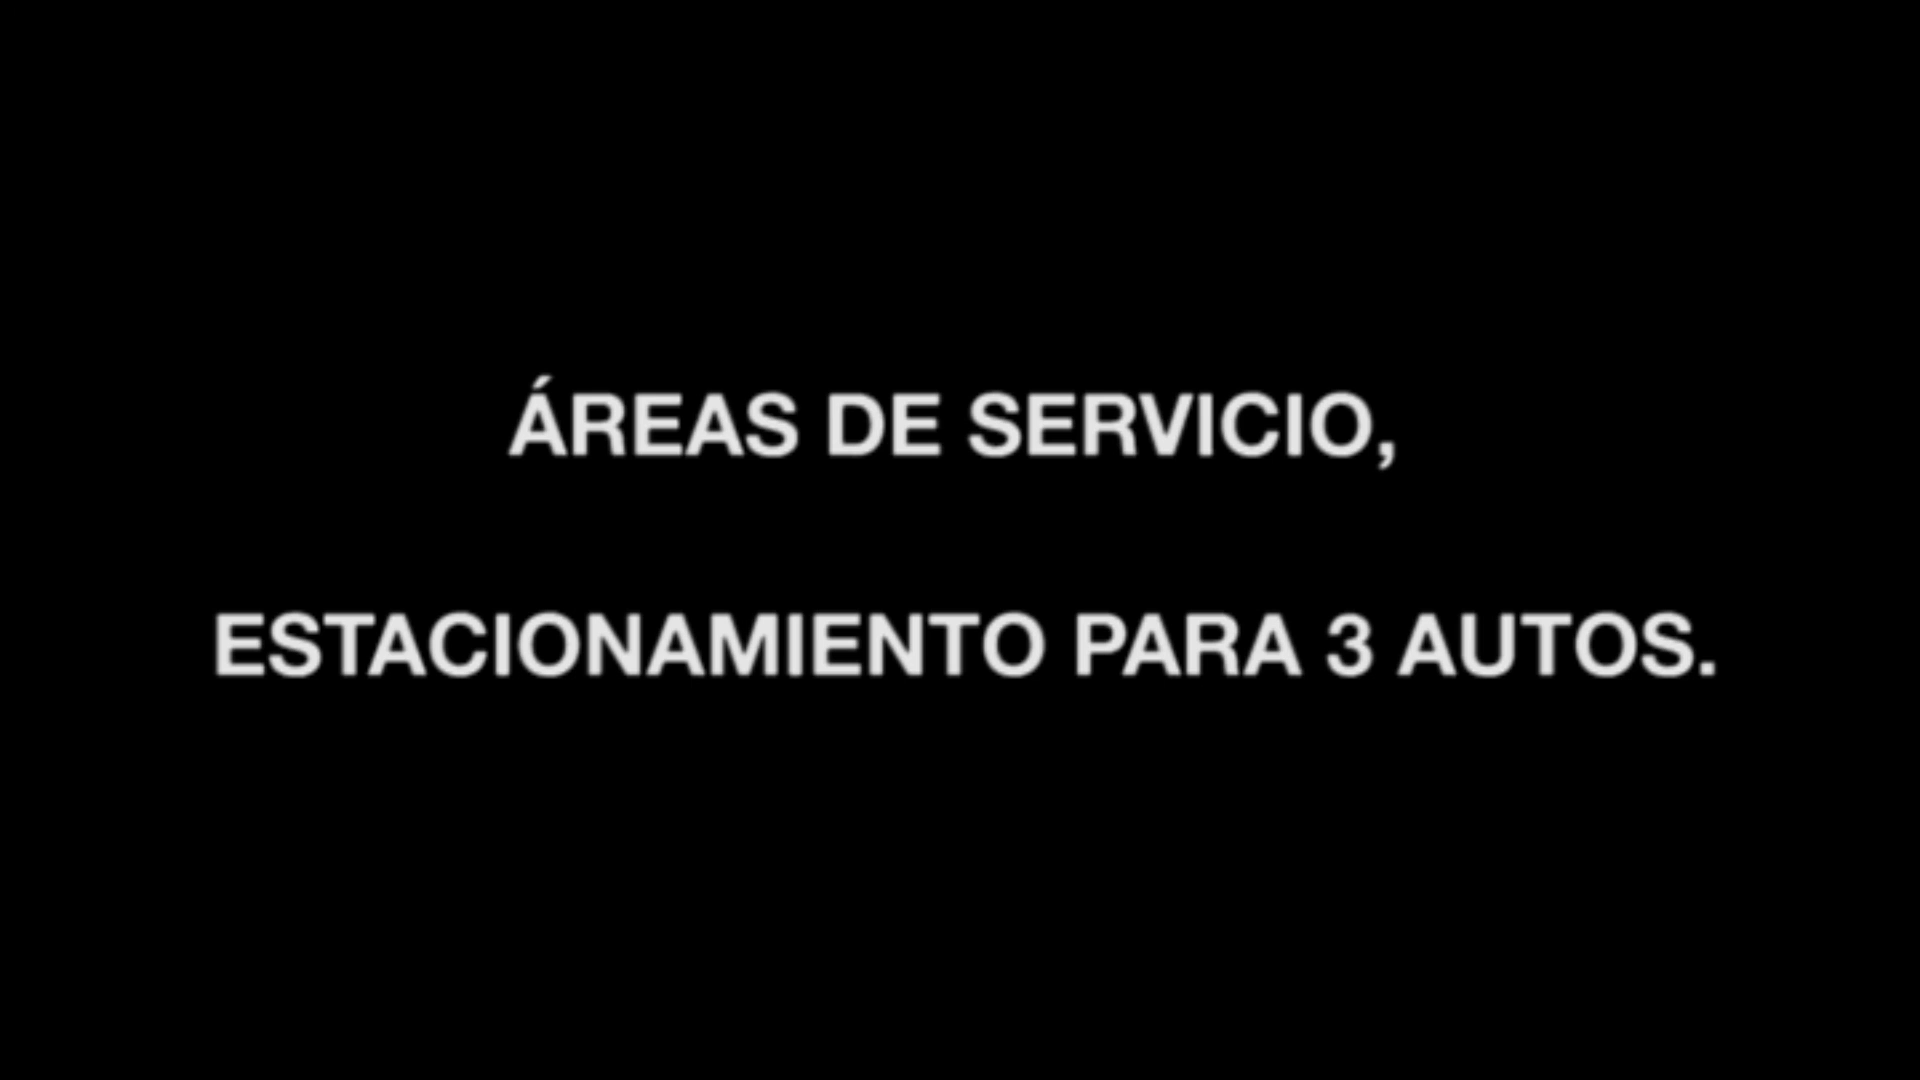 ÁREAS DE SERVICIO,
ESTACIONAMIENTO PARA 3 AUTOS.